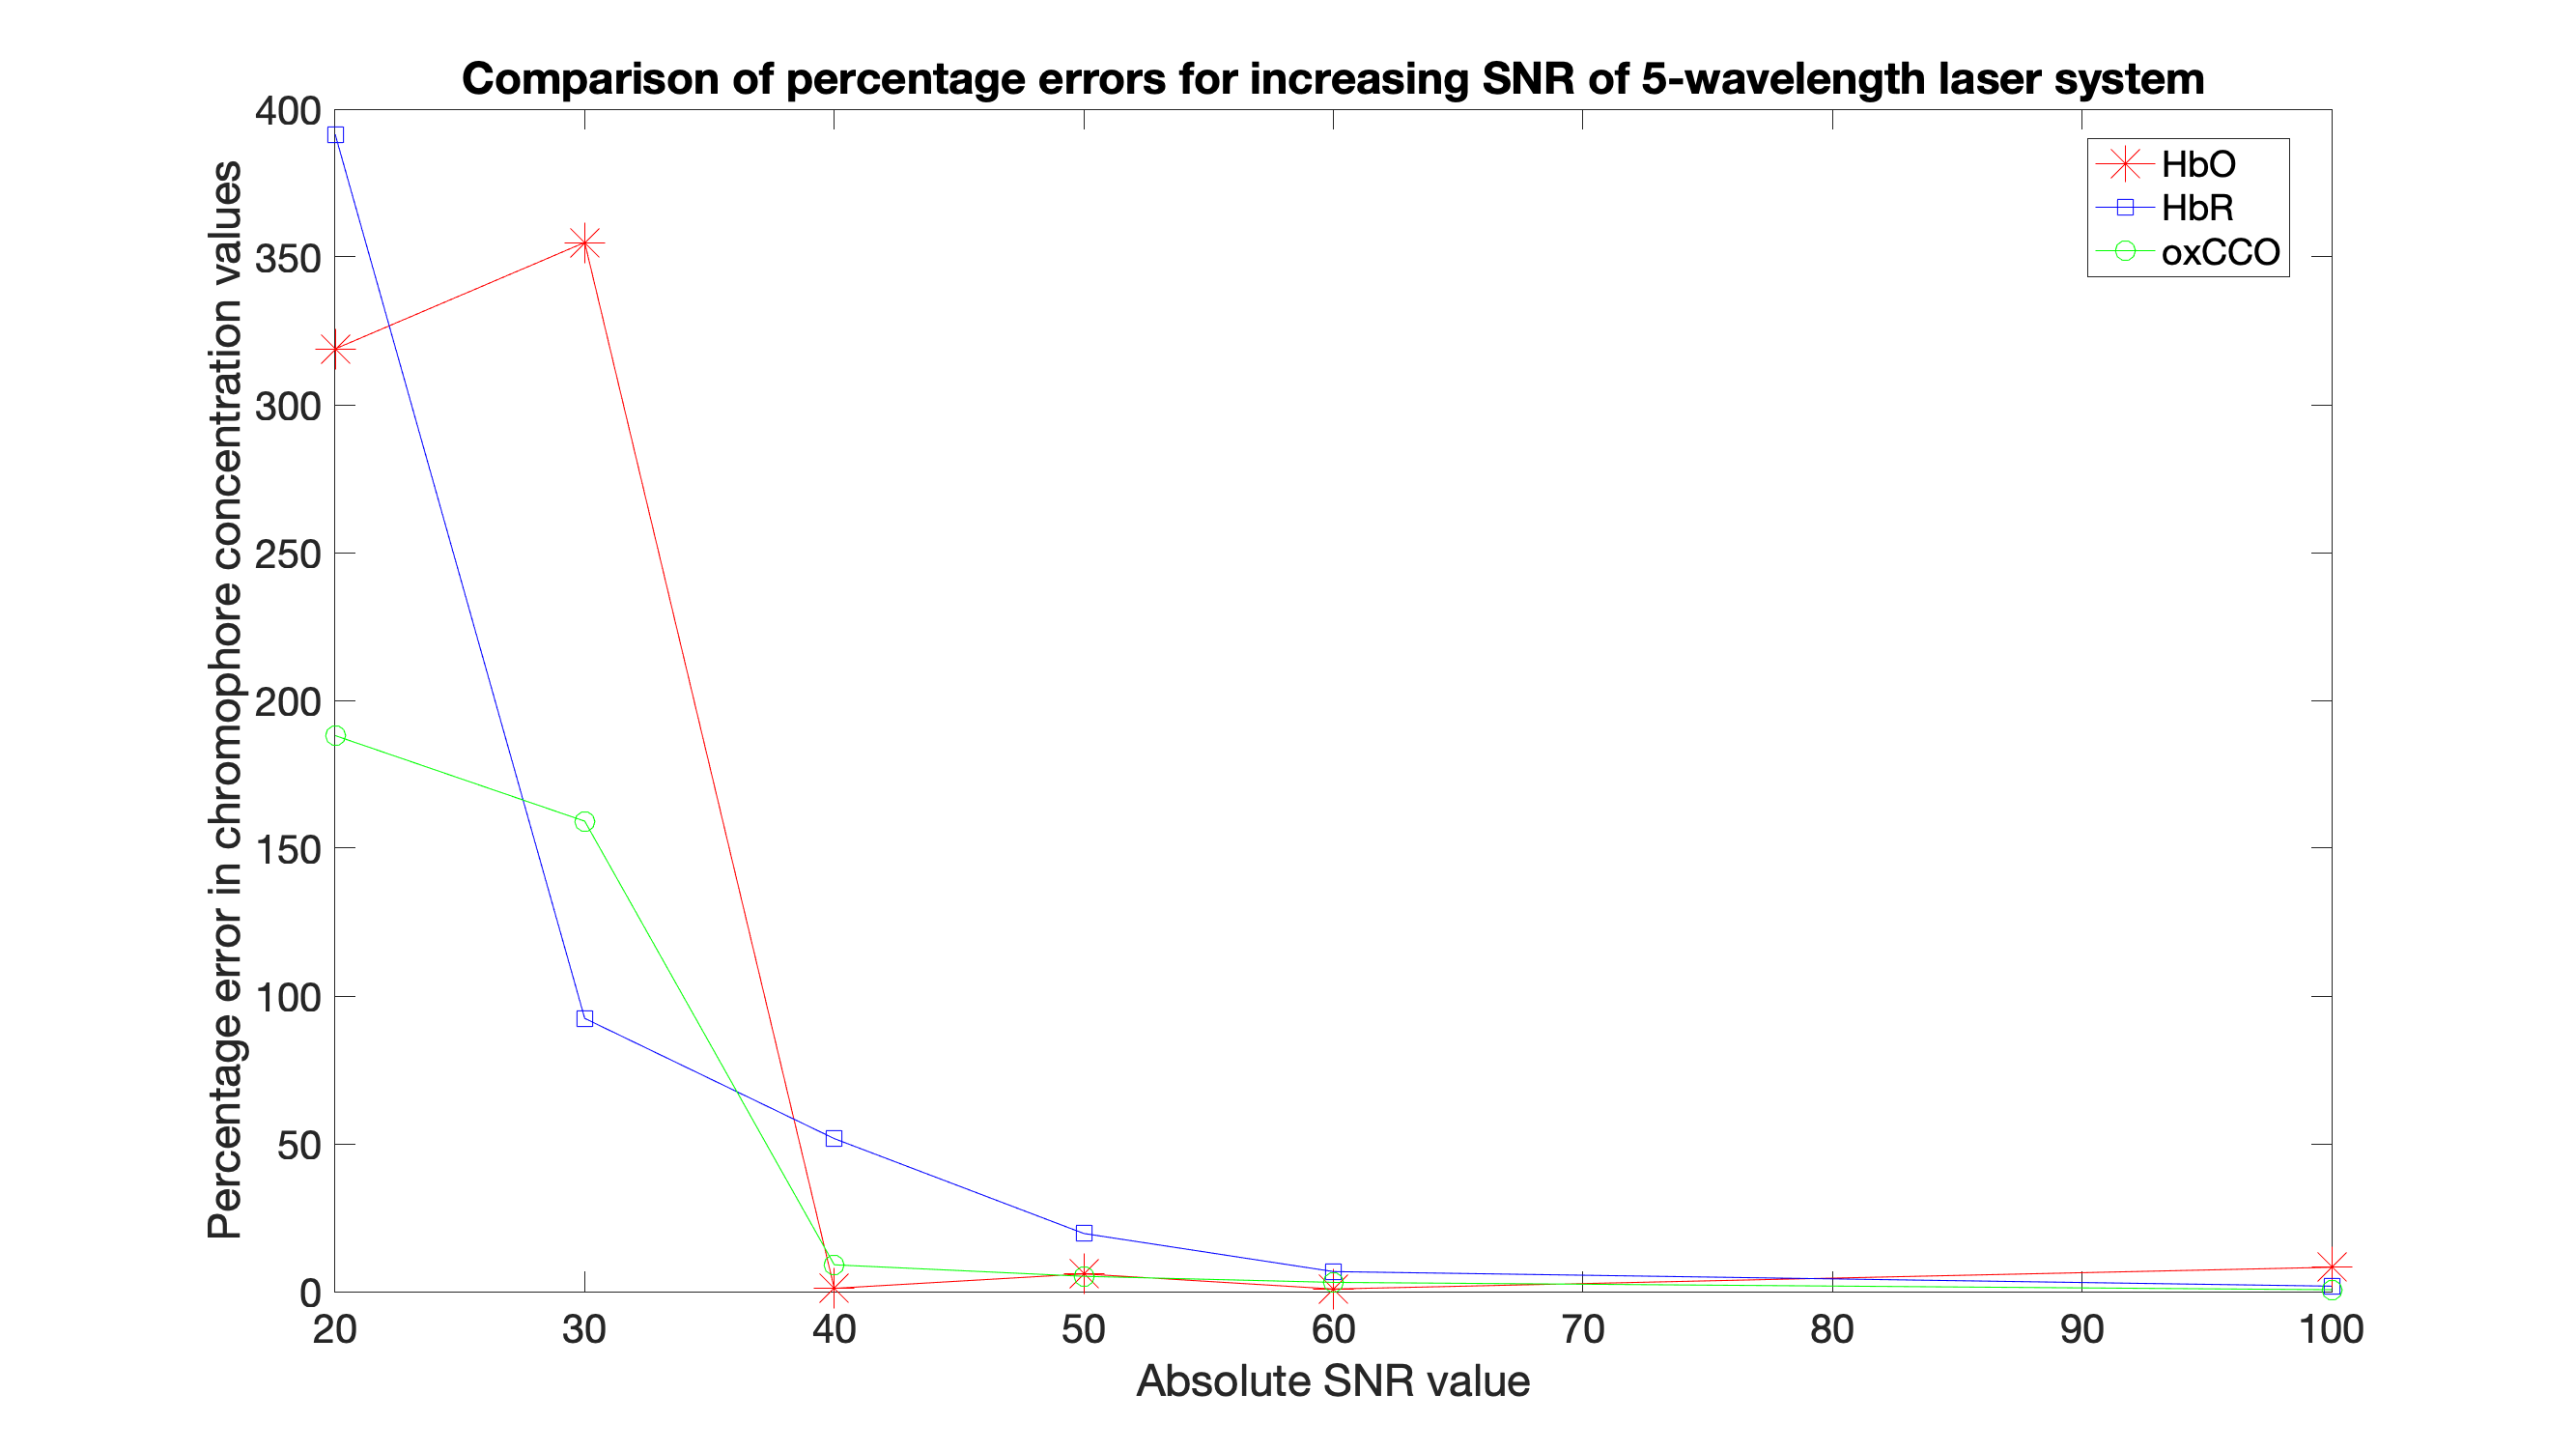 Comparison of percentage errors for increasing SNR of 5-wavelength laser system
Percentage error in chromophore concentration values
400
350
300
250
200
150
100
50
0
HbO
HbR
oxCCO
20 30 40 50 60 70 80 90 100
Absolute SNR value